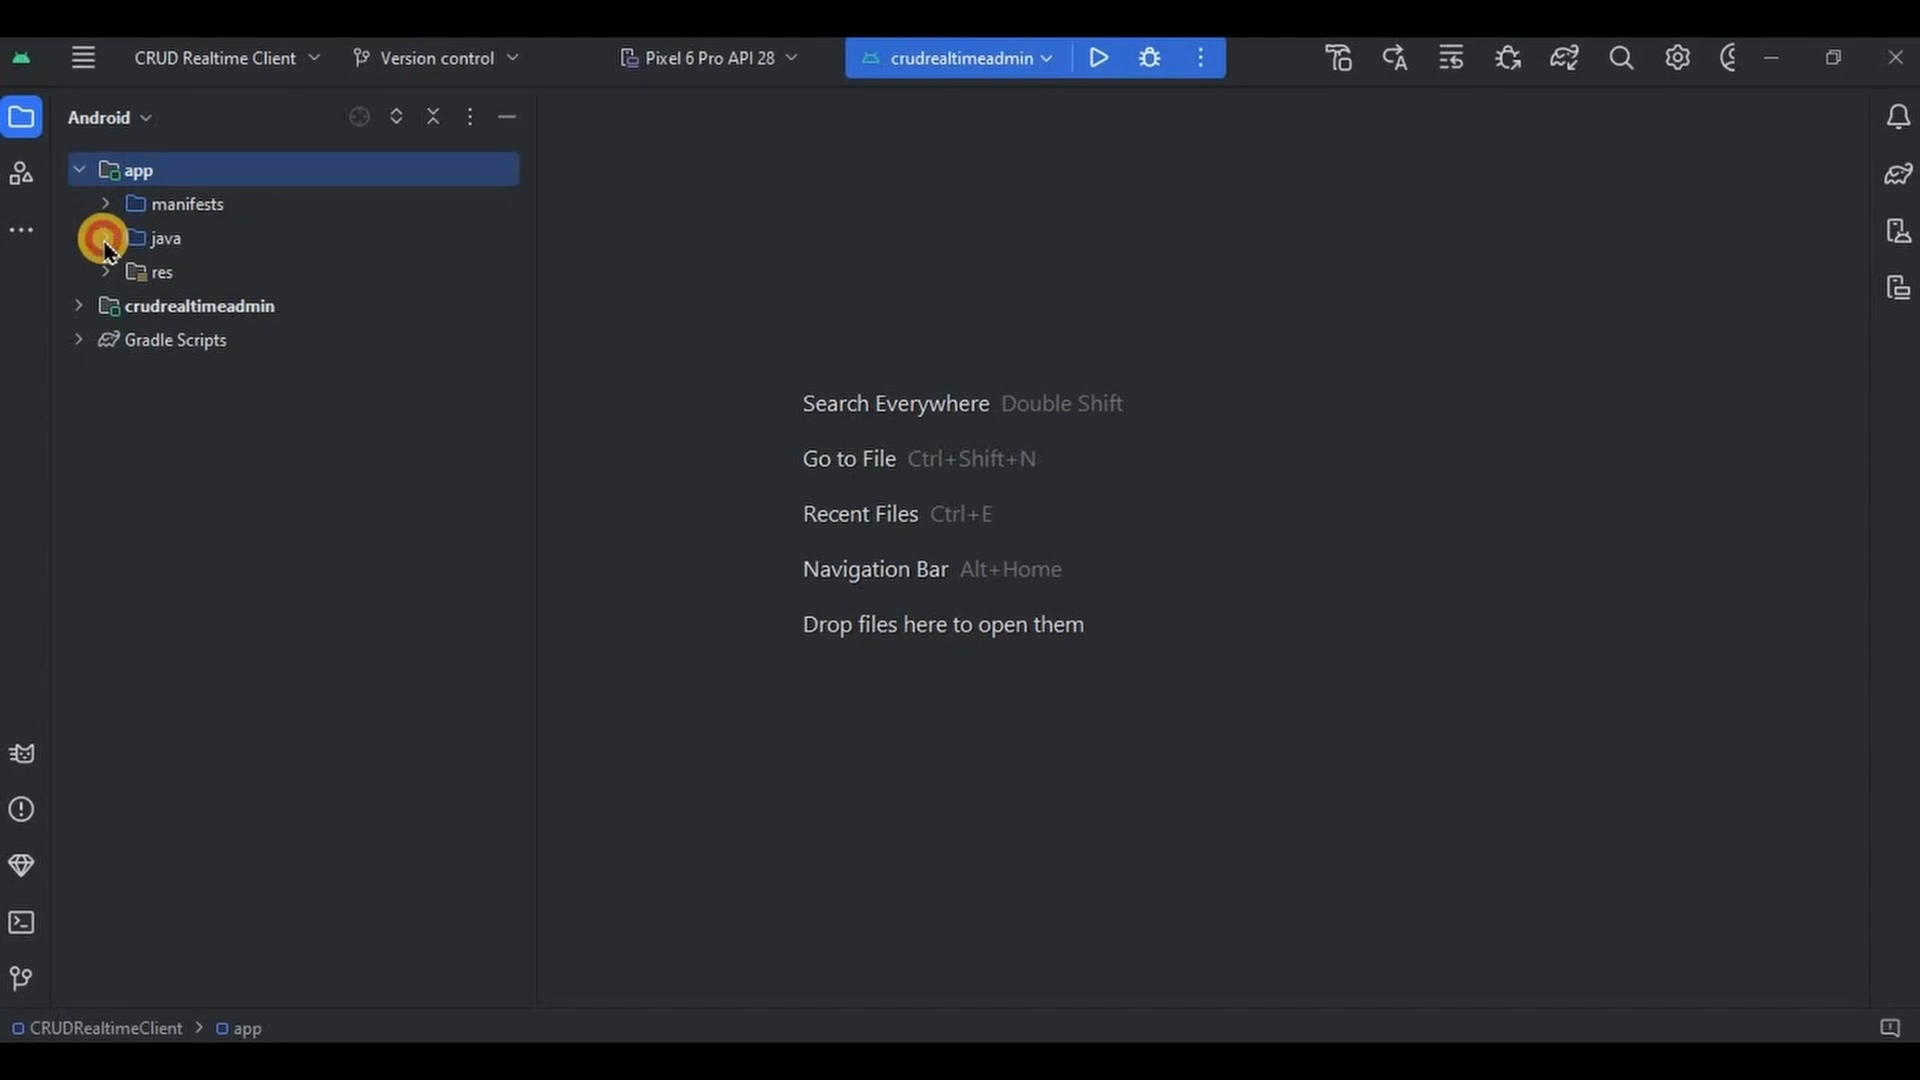 CRUD Realtime Client
Version control
Pixel 6 Pro API 28
crudrealtimeadmin
Android
app
manifests
java
res
crudrealtimeadmin
Gradle Scripts
Search Everywhere Double Shift
Go to File Ctrl+Shift+N
Recent Files Ctrl+E
Navigation Bar Alt+Home
Drop files here to open them
CRUDRealtimeClient > app